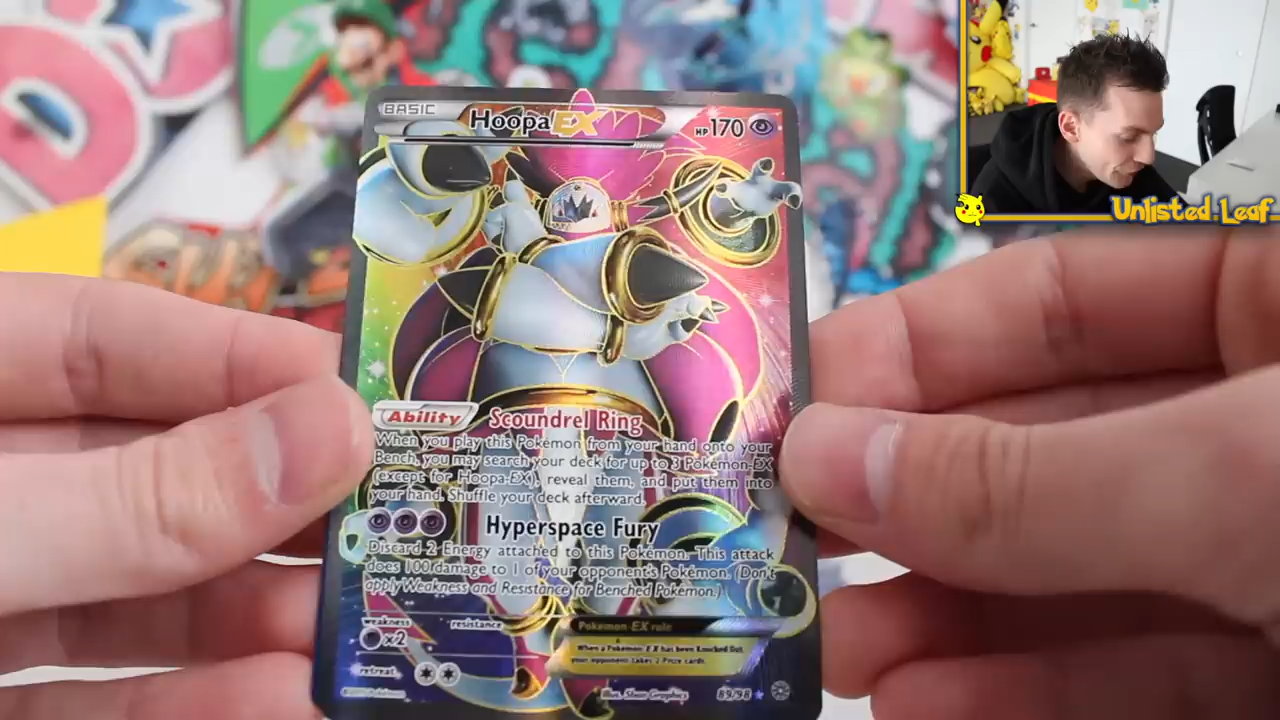 BASIC
Hoopa EX
HP 170
Unlisted Leaf
Ability Scoundrel Ring
When you play this Pokémon from your hand onto your
Bench, you may search your deck for up to 3 Pokémon-EX
(except for Hoopa-EX), reveal them, and put them into
your hand. Shuffle your deck afterward.
Hyperspace Fury
Discard 2 Energy attached to this Pokémon. This attack
does 100 damage to 1 of your opponent's Pokémon. (Don't
apply Weakness and Resistance for Benched Pokémon.)
weakness resistance
×2
Pokémon-EX rule
When a Pokémon-EX has been Knocked Out,
your opponent takes 2 Prize cards.
retreat
89/98